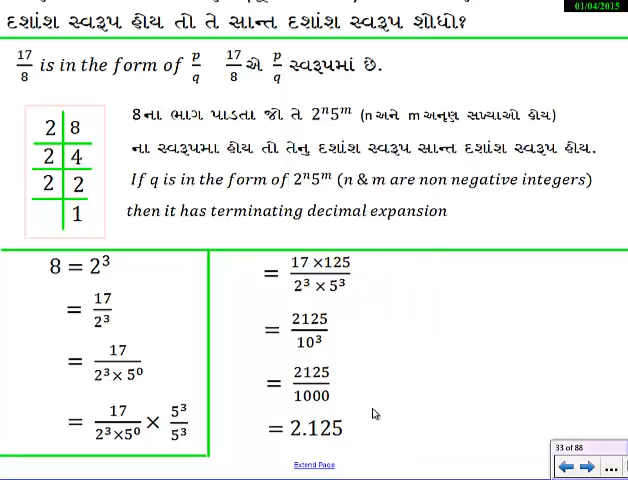 01/04/2015
દશાંશ સ્વરૂપ હોય તો તે સાન્ત દશાંશ સ્વરૂપ શોધો?
17/8 is in the form of p/q 17/8 એ p/q સ્વરૂપમાં છે.
2 8
2 4
2 2
1
8ના ભાગ પાડતા જો તે 2ⁿ5ᵐ (n અને m અનૃણ સખ્યાઓ હોય)
ના સ્વરૂપમા હોય તો તેનુ દશાંશ સ્વરૂપ સાન્ત દશાંશ સ્વરૂપ હોય.
If q is in the form of 2ⁿ5ᵐ (n & m are non negative integers)
then it has terminating decimal expansion
8 = 2³
= 17/2³
= 17/(2³ × 5⁰)
= 17/(2³×5⁰) × 5³/5³
= (17 ×125)/(2³ × 5³)
= 2125/10³
= 2125/1000
= 2.125
Extend Page
33 of 88